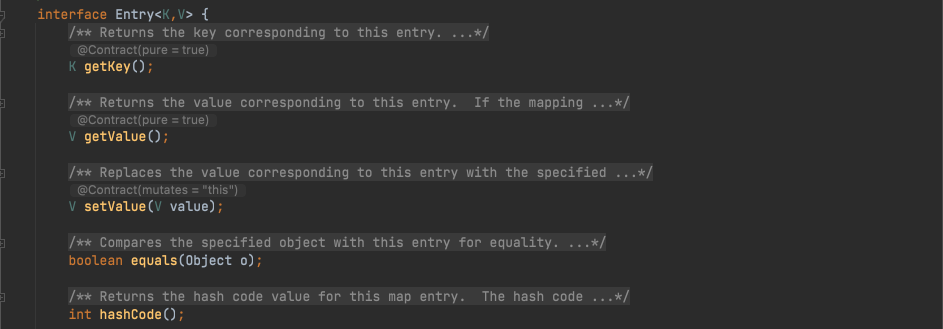 interface Entry<K,V> {
/** Returns the key corresponding to this entry. ...*/
@Contract(pure = true)
K getKey();
/** Returns the value corresponding to this entry.  If the mapping ...*/
@Contract(pure = true)
V getValue();
/** Replaces the value corresponding to this entry with the specified ...*/
@Contract(mutates = "this")
V setValue(V value);
/** Compares the specified object with this entry for equality. ...*/
boolean equals(Object o);
/** Returns the hash code value for this map entry.  The hash code ...*/
int hashCode();